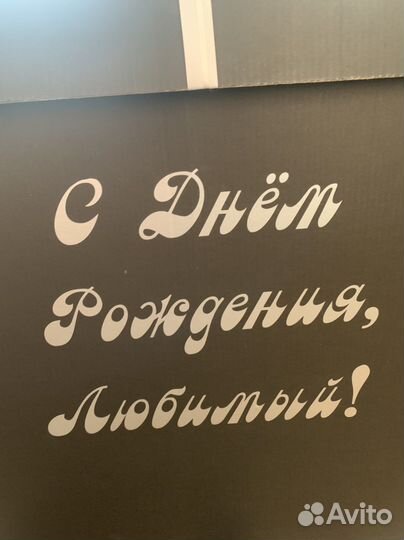 С Днём
Рождения,
Любимый!
Avito